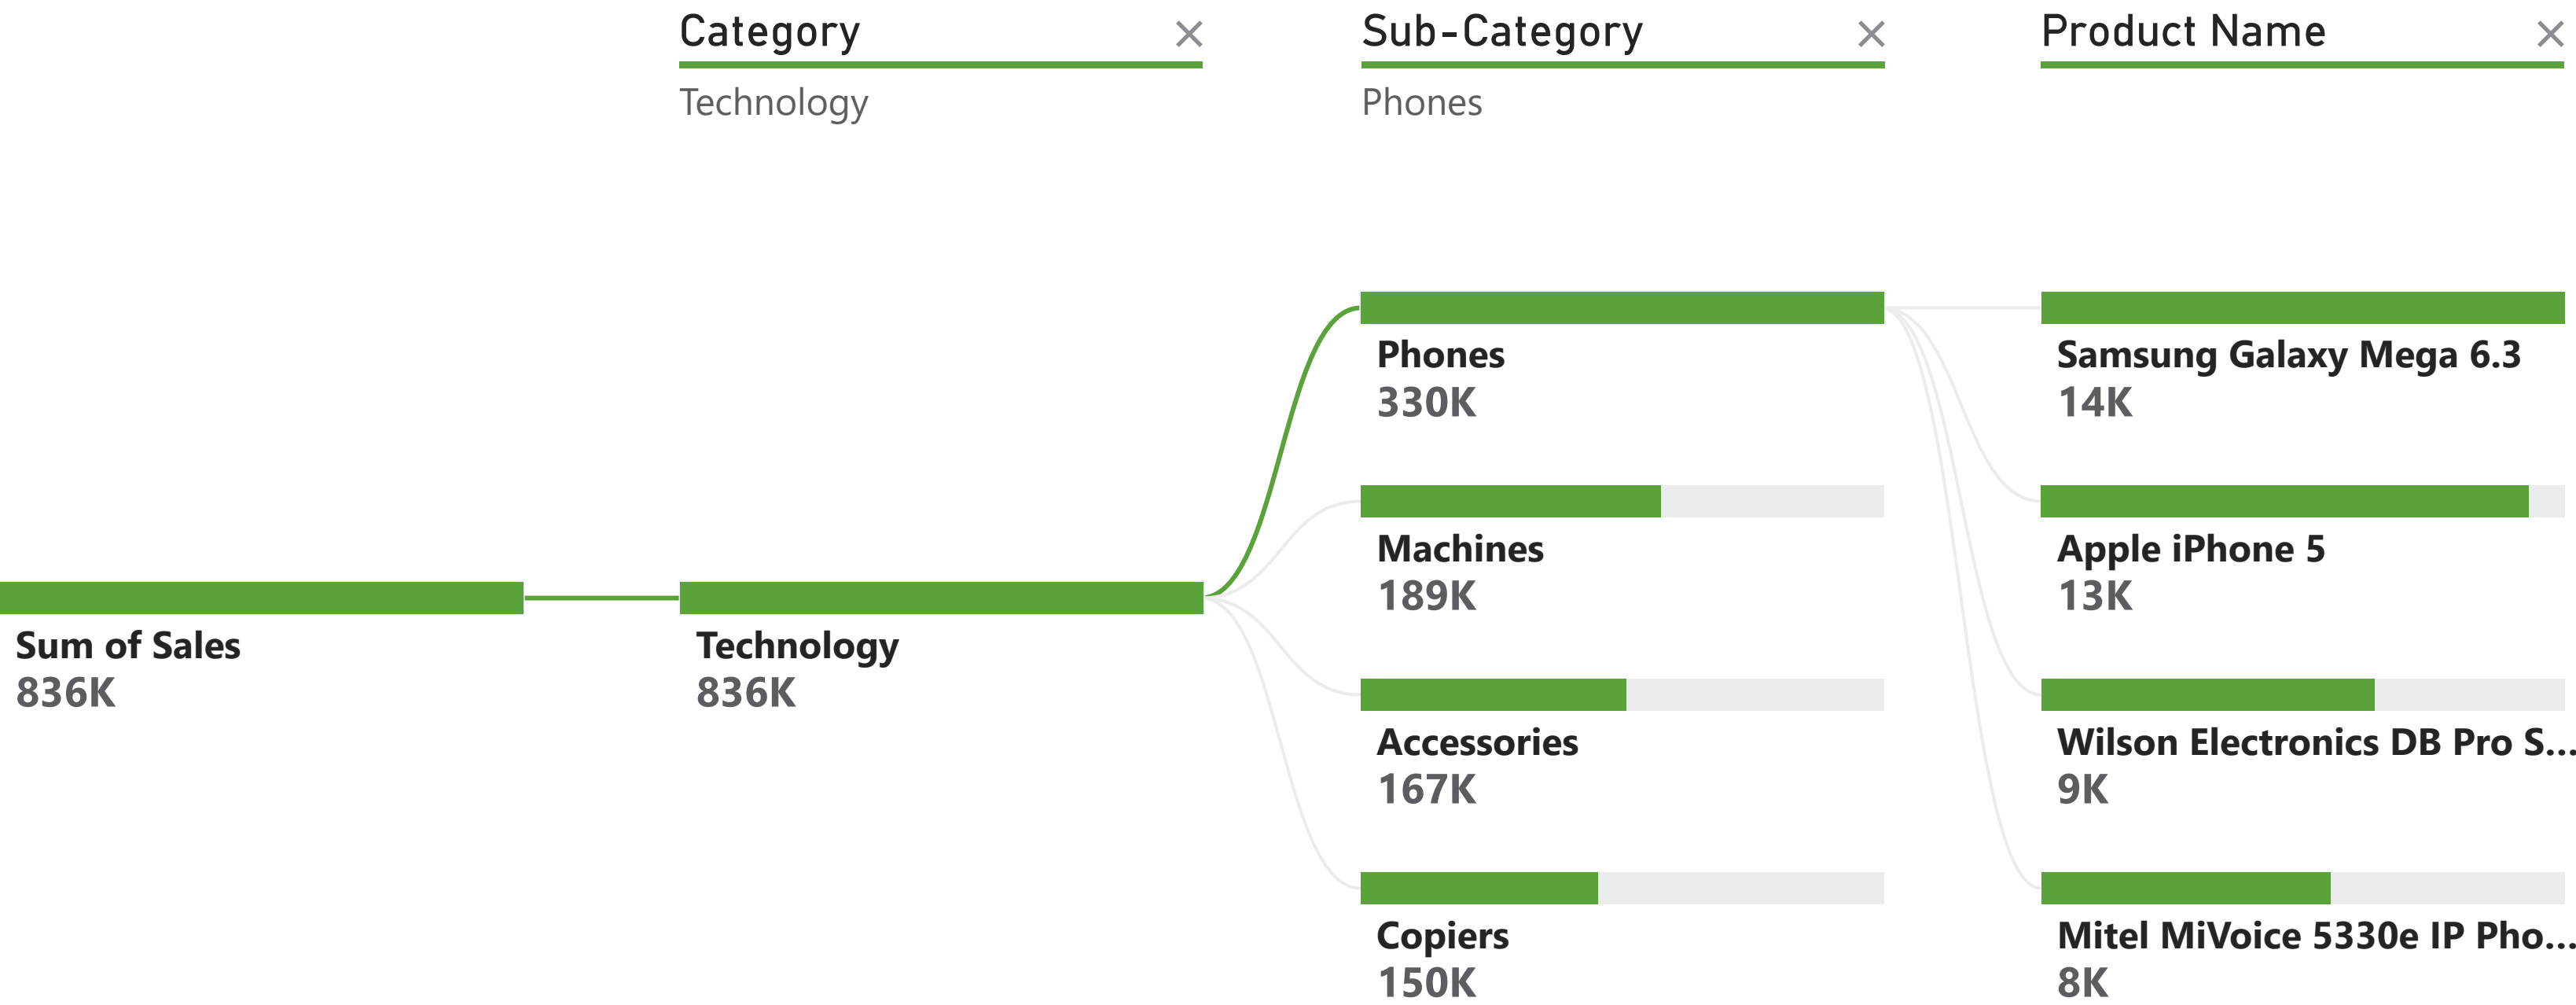 Category
Sub-Category
Product Name
Technology
Phones
Sum of Sales
836K
Technology
836K
Phones
330K
Machines
189K
Accessories
167K
Copiers
150K
Samsung Galaxy Mega 6.3
14K
Apple iPhone 5
13K
Wilson Electronics DB Pro S...
9K
Mitel MiVoice 5330e IP Pho...
8K